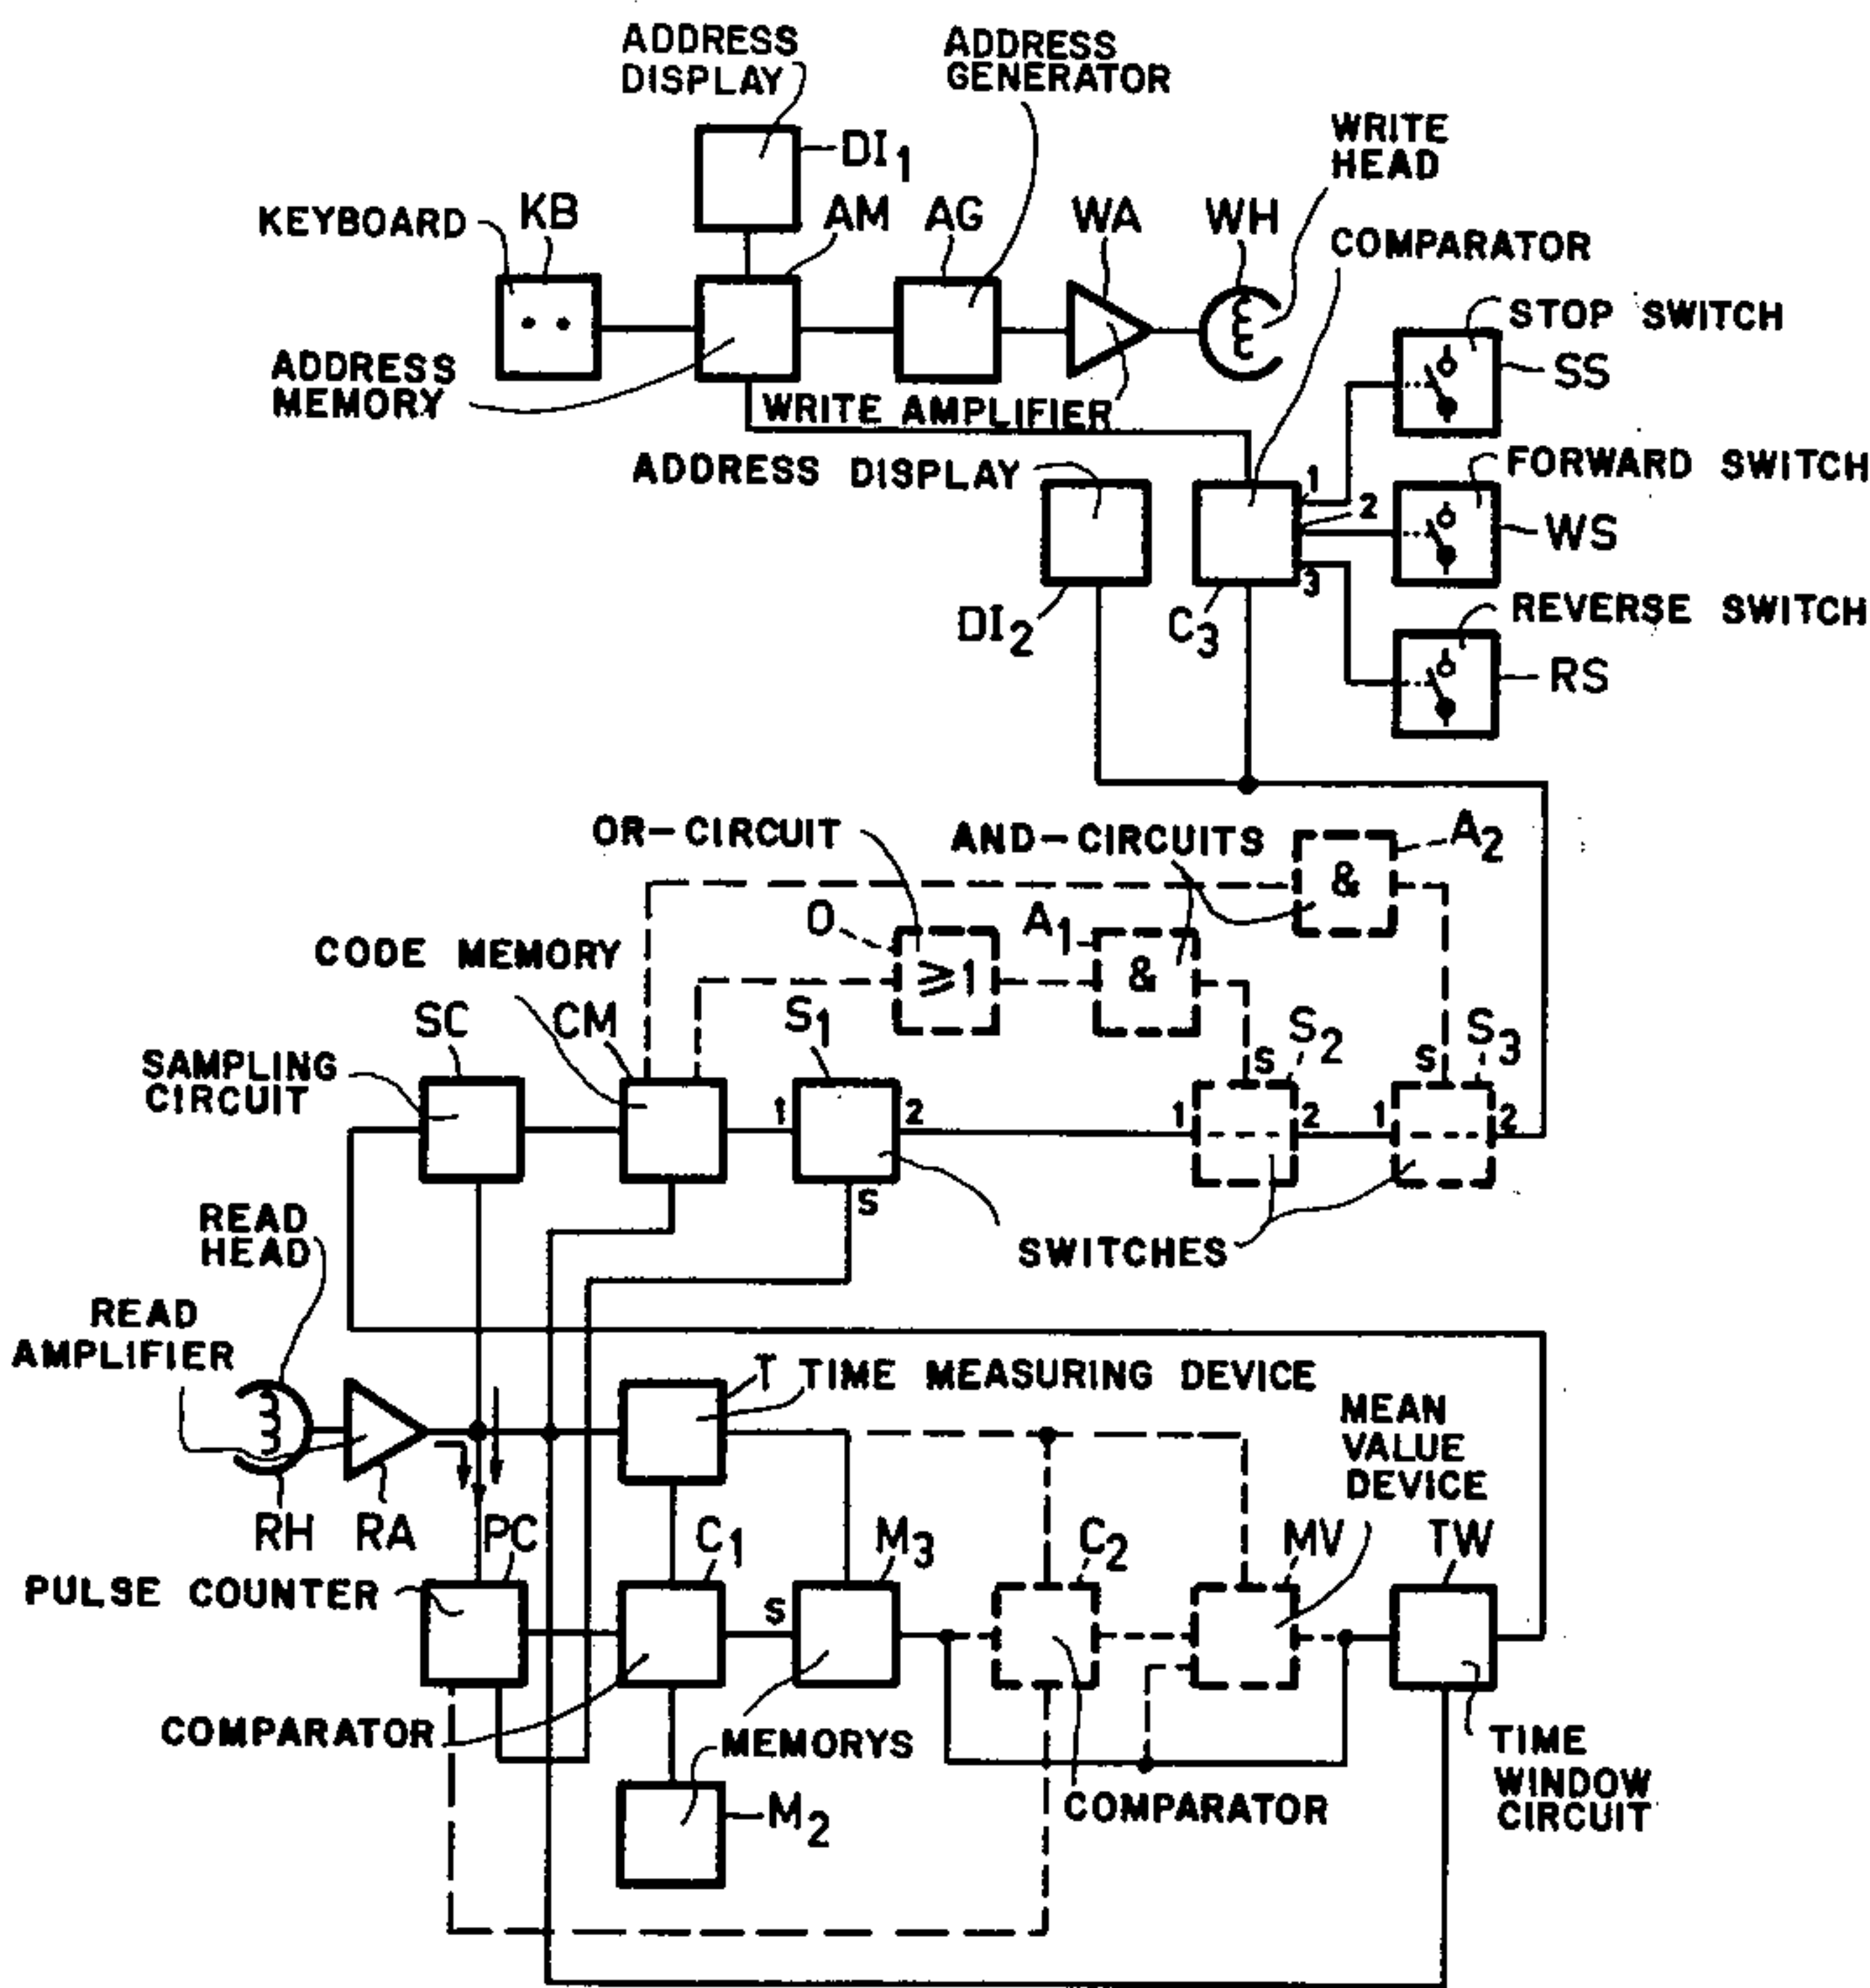 ADDRESS
DISPLAY
ADDRESS
GENERATOR
WRITE
HEAD
DI1
KEYBOARD
KB
AM
AG
WA
WH
COMPARATOR
STOP SWITCH
SS
ADDRESS
MEMORY
WRITE AMPLIFIER
ADDRESS DISPLAY
1
2
3
FORWARD SWITCH
WS
DI2
C3
REVERSE SWITCH
RS
OR-CIRCUIT
AND-CIRCUITS
A2
&
O
≥1
A1
&
CODE MEMORY
SC
CM
S1
S2
S3
S
S
SAMPLING
CIRCUIT
1
2
1
2
1
2
S
READ
HEAD
SWITCHES
READ
AMPLIFIER
T
TIME MEASURING DEVICE
MEAN
VALUE
DEVICE
RH
RA
PC
C1
M3
C2
MV
TW
PULSE COUNTER
S
COMPARATOR
MEMORYS
M2
COMPARATOR
TIME
WINDOW
CIRCUIT